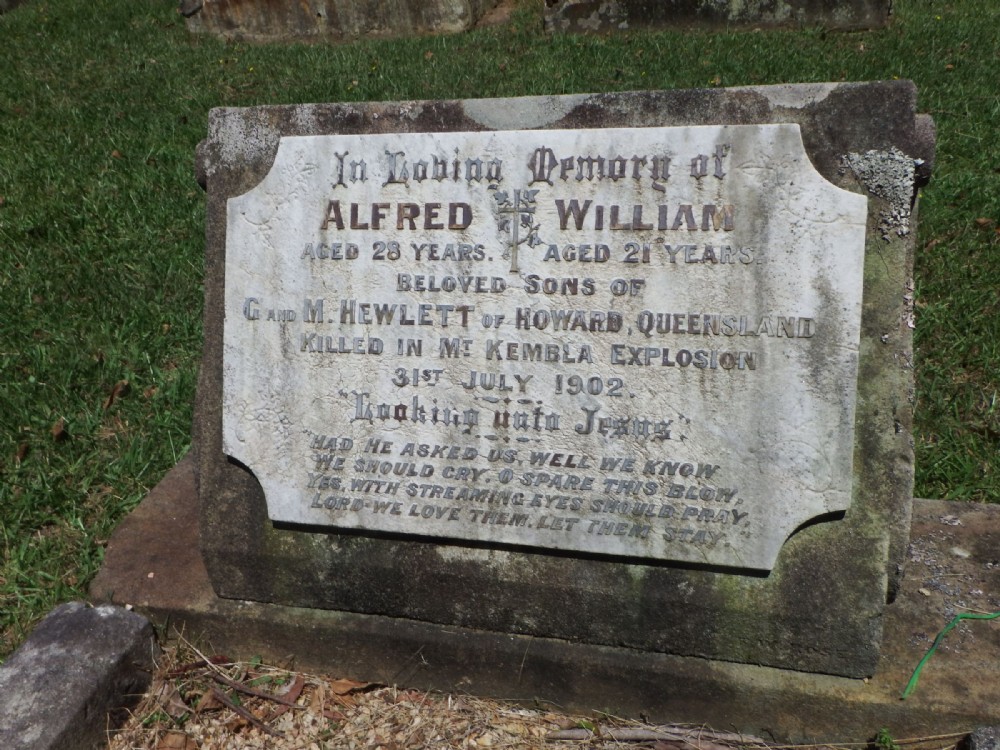 In Loving Memory of
ALFRED WILLIAM
AGED 28 YEARS. AGED 21 YEARS.
BELOVED SONS OF
G AND M. HEWLETT OF HOWARD, QUEENSLAND
KILLED IN MT KEMBLA EXPLOSION
31ST JULY 1902.
"Looking unto Jesus".
"HAD HE ASKED US, WELL WE KNOW
WE SHOULD CRY, O SPARE THIS BLOW,
YES, WITH STREAMING EYES SHOULD PRAY,
LORD-WE LOVE THEM, LET THEM STAY."